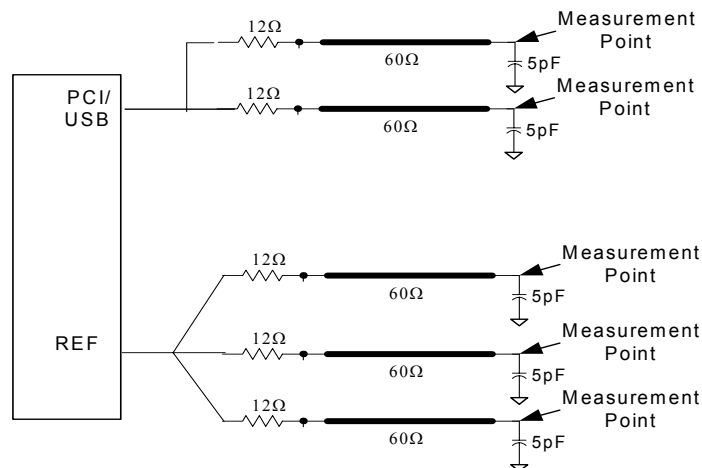 12Ω
Measurement
Point
60Ω
5pF
PCI/
USB
12Ω
Measurement
Point
60Ω
5pF
12Ω
Measurement
Point
60Ω
5pF
REF
12Ω
Measurement
Point
60Ω
5pF
12Ω
Measurement
Point
60Ω
5pF